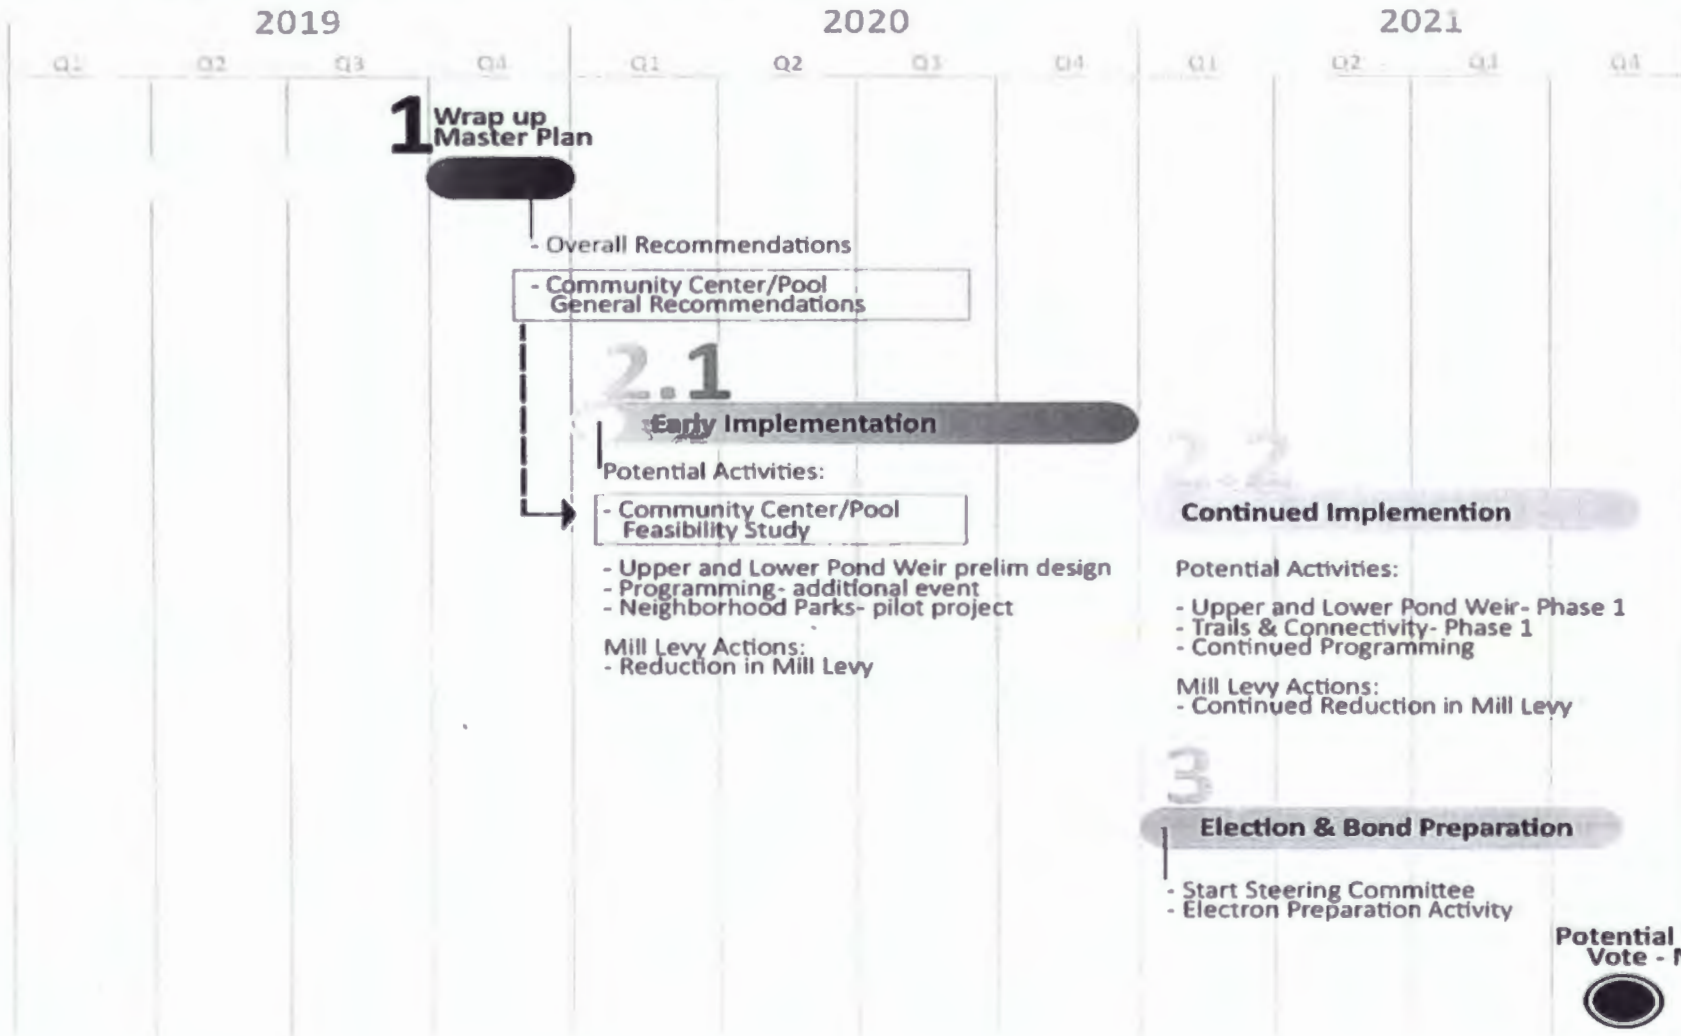 2019
2020
2021
Q1 Q2 Q3 Q4 Q1 Q2 Q3 Q4 Q1 Q2 Q3 Q4
1 Wrap up
Master Plan
- Overall Recommendations
- Community Center/Pool
General Recommendations
2.1
Early Implementation
Potential Activities:
- Community Center/Pool
Feasibility Study
- Upper and Lower Pond Weir prelim design
- Programming- additional event
- Neighborhood Parks- pilot project
Mill Levy Actions:
- Reduction in Mill Levy
2.2
Continued Implemention
Potential Activities:
- Upper and Lower Pond Weir- Phase 1
- Trails & Connectivity- Phase 1
- Continued Programming
Mill Levy Actions:
- Continued Reduction in Mill Levy
3
Election & Bond Preparation
- Start Steering Committee
- Electron Preparation Activity
Potential
Vote -